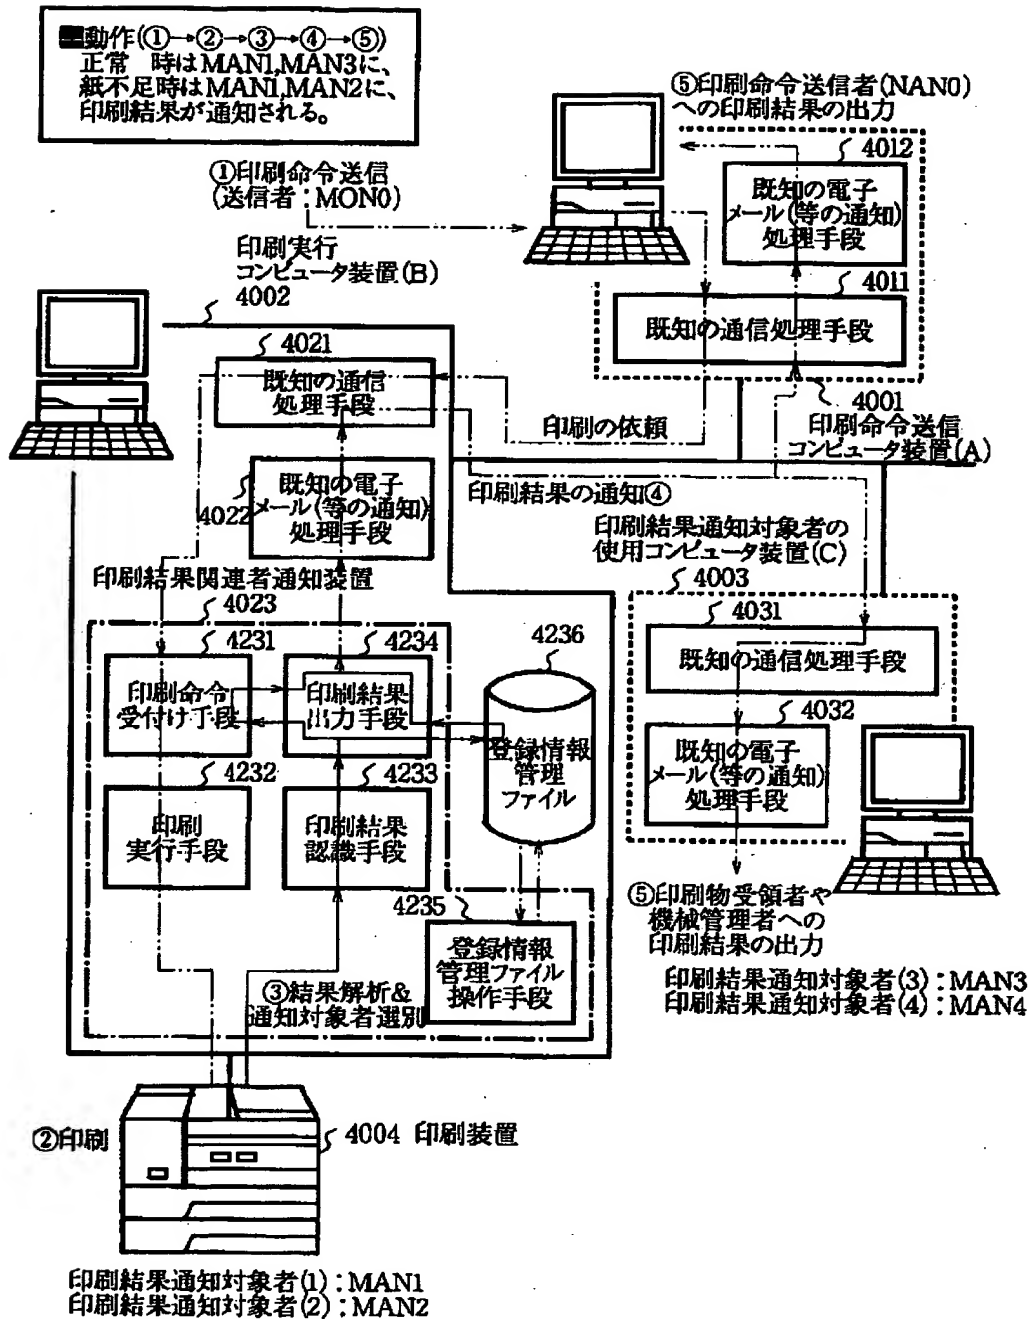 動作(①→②→③→④→⑤)
正常 時はMAN1,MAN3に、
紙不足時はMAN1,MAN2に、
印刷結果が通知される。
⑤印刷命令送信者(NAN0)
への印刷結果の出力
①印刷命令送信
(送信者:MON0)
4012
既知の電子
メール(等の通知)
処理手段
印刷実行
コンピュータ装置(B)
4002
4011
既知の通信処理手段
4021
既知の通信
処理手段
4001
印刷命令送信
コンピュータ装置(A)
印刷の依頼
4022
既知の電子
メール(等の通知)
処理手段
印刷結果の通知④
印刷結果通知対象者の
使用コンピュータ装置(C)
4003
印刷結果関連者通知装置
4023
4031
既知の通信処理手段
4231
印刷命令
受付け手段
4234
印刷結果
出力手段
4236
登録情報
管理
ファイル
4032
既知の電子
メール(等の通知)
処理手段
4232
印刷
実行手段
4233
印刷結果
認識手段
4235
登録情報
管理ファイル
操作手段
⑤印刷物受領者や
機械管理者への
印刷結果の出力
③結果解析&
通知対象者選別
印刷結果通知対象者(3):MAN3
印刷結果通知対象者(4):MAN4
②印刷
4004 印刷装置
印刷結果通知対象者(1):MAN1
印刷結果通知対象者(2):MAN2